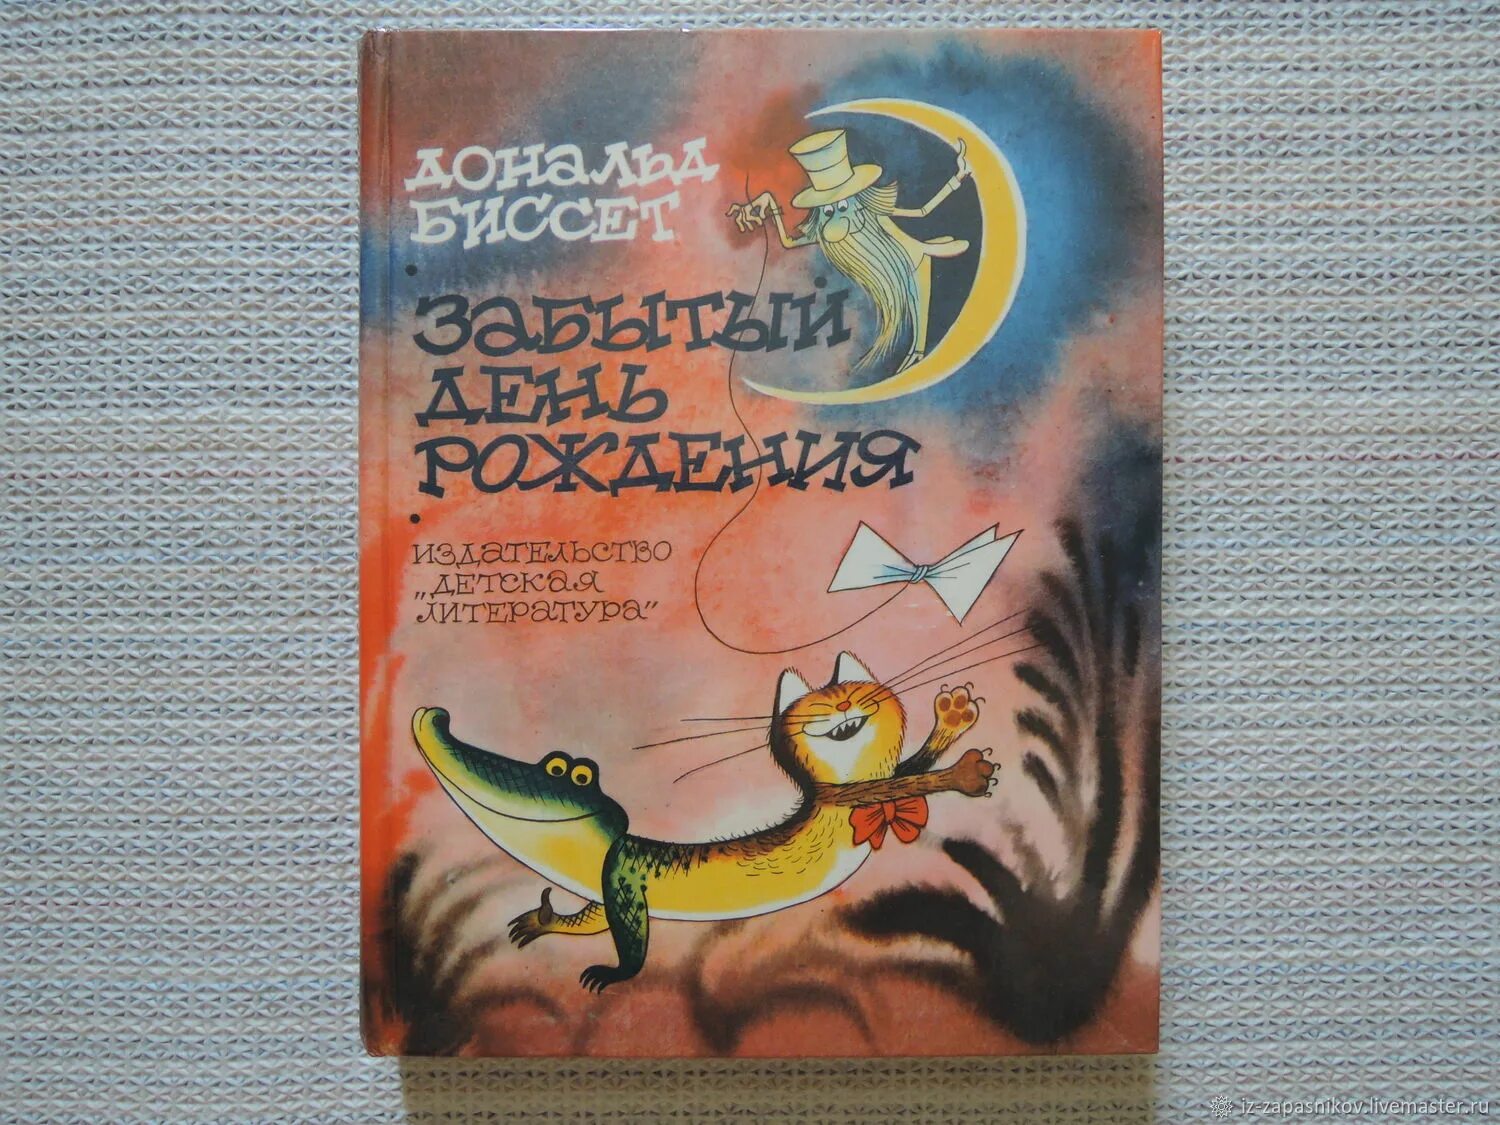 ДОНАЛЬД
БИССЕТ
ЗАБЫТЫЙ
ДЕНЬ
РОЖДЕНИЯ
ИЗДАТЕЛЬСТВО
„ДЕТСКАЯ
ЛИТЕРАТУРА"
iz-zapasnikov.livemaster.ru